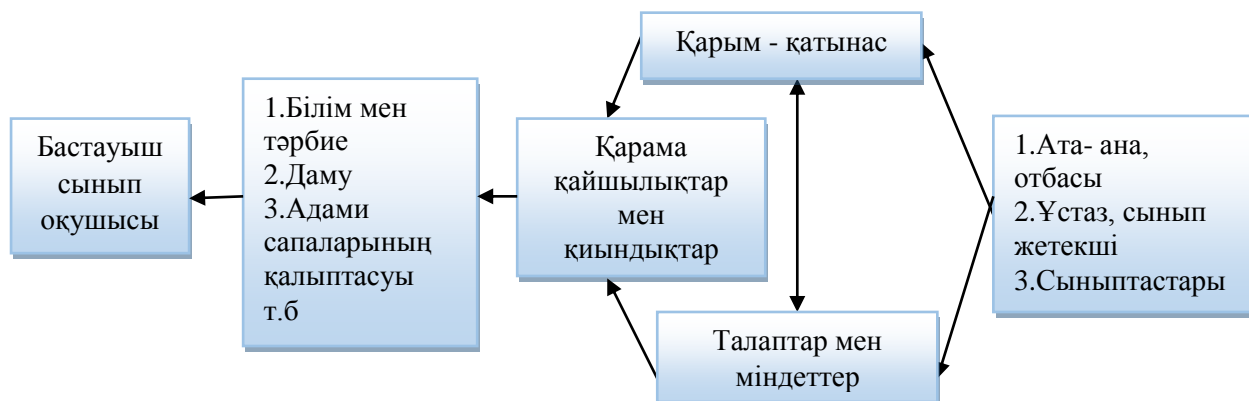 Бастауыш
сынып
оқушысы
1.Білім мен
тәрбие
2.Даму
3.Адами
сапаларының
қалыптасуы
т.б
Қарым - қатынас
Қарама
қайшылықтар
мен
қиындықтар
Талаптар мен
міндеттер
1.Ата- ана,
отбасы
2.Ұстаз, сынып
жетекші
3.Сыныптастары